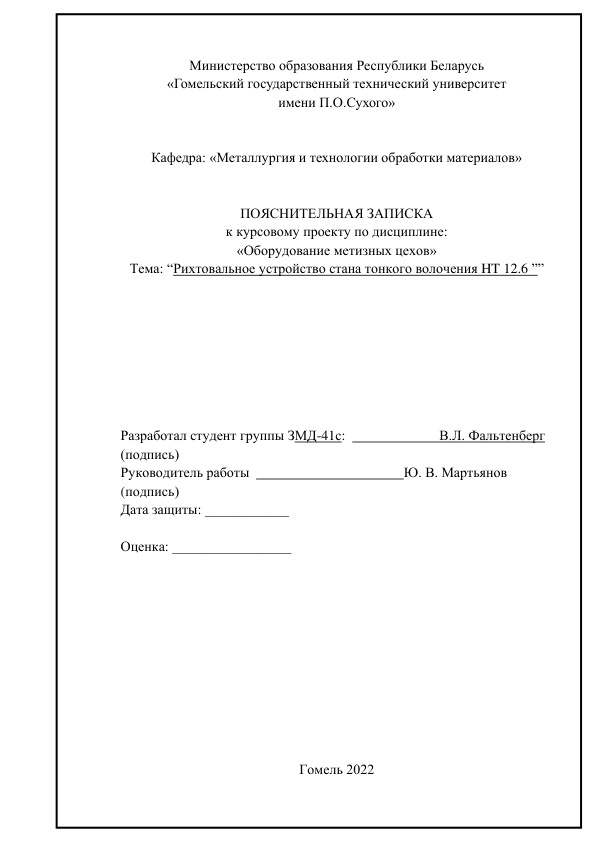 Министерство образования Республики Беларусь
«Гомельский государственный технический университет
имени П.О.Сухого»
Кафедра: «Металлургия и технологии обработки материалов»
ПОЯСНИТЕЛЬНАЯ ЗАПИСКА
к курсовому проекту по дисциплине:
«Оборудование метизных цехов»
Тема: “Рихтовальное устройство стана тонкого волочения НТ 12.6 ””
Разработал студент группы ЗМД-41с: ____________ В.Л. Фальтенберг
(подпись)
Руководитель работы _____________________Ю. В. Мартьянов
(подпись)
Дата защиты: ____________
Оценка: _________________
Гомель 2022